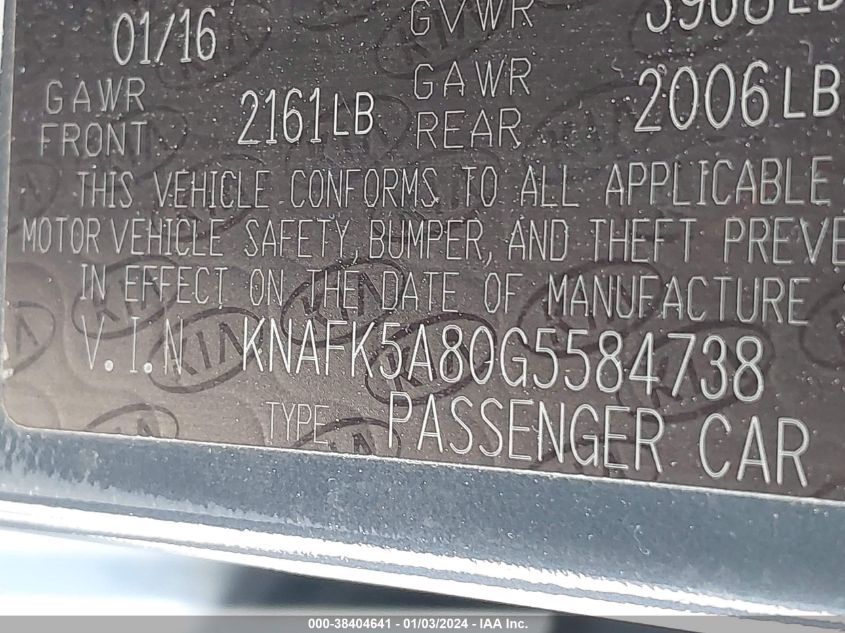 01/16 GVWR 3968LB
GAWR FRONT 2161LB GAWR REAR 2006LB
THIS VEHICLE CONFORMS TO ALL APPLICABLE
MOTOR VEHICLE SAFETY, BUMPER, AND THEFT PREVE
IN EFFECT ON THE DATE OF MANUFACTURE
V.I.N KNAFK5A80G5584738
TYPE PASSENGER CAR
000-38404641 - 01/03/2024 - IAA Inc.